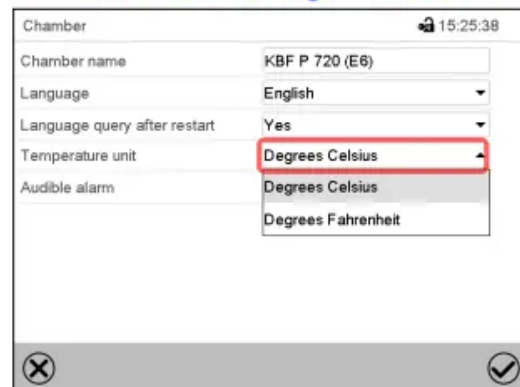 Chamber 15:25:38
Chamber name KBF P 720 (E6)
Language English
Language query after restart Yes
Temperature unit Degrees Celsius
Audible alarm Degrees Celsius
Degrees Fahrenheit